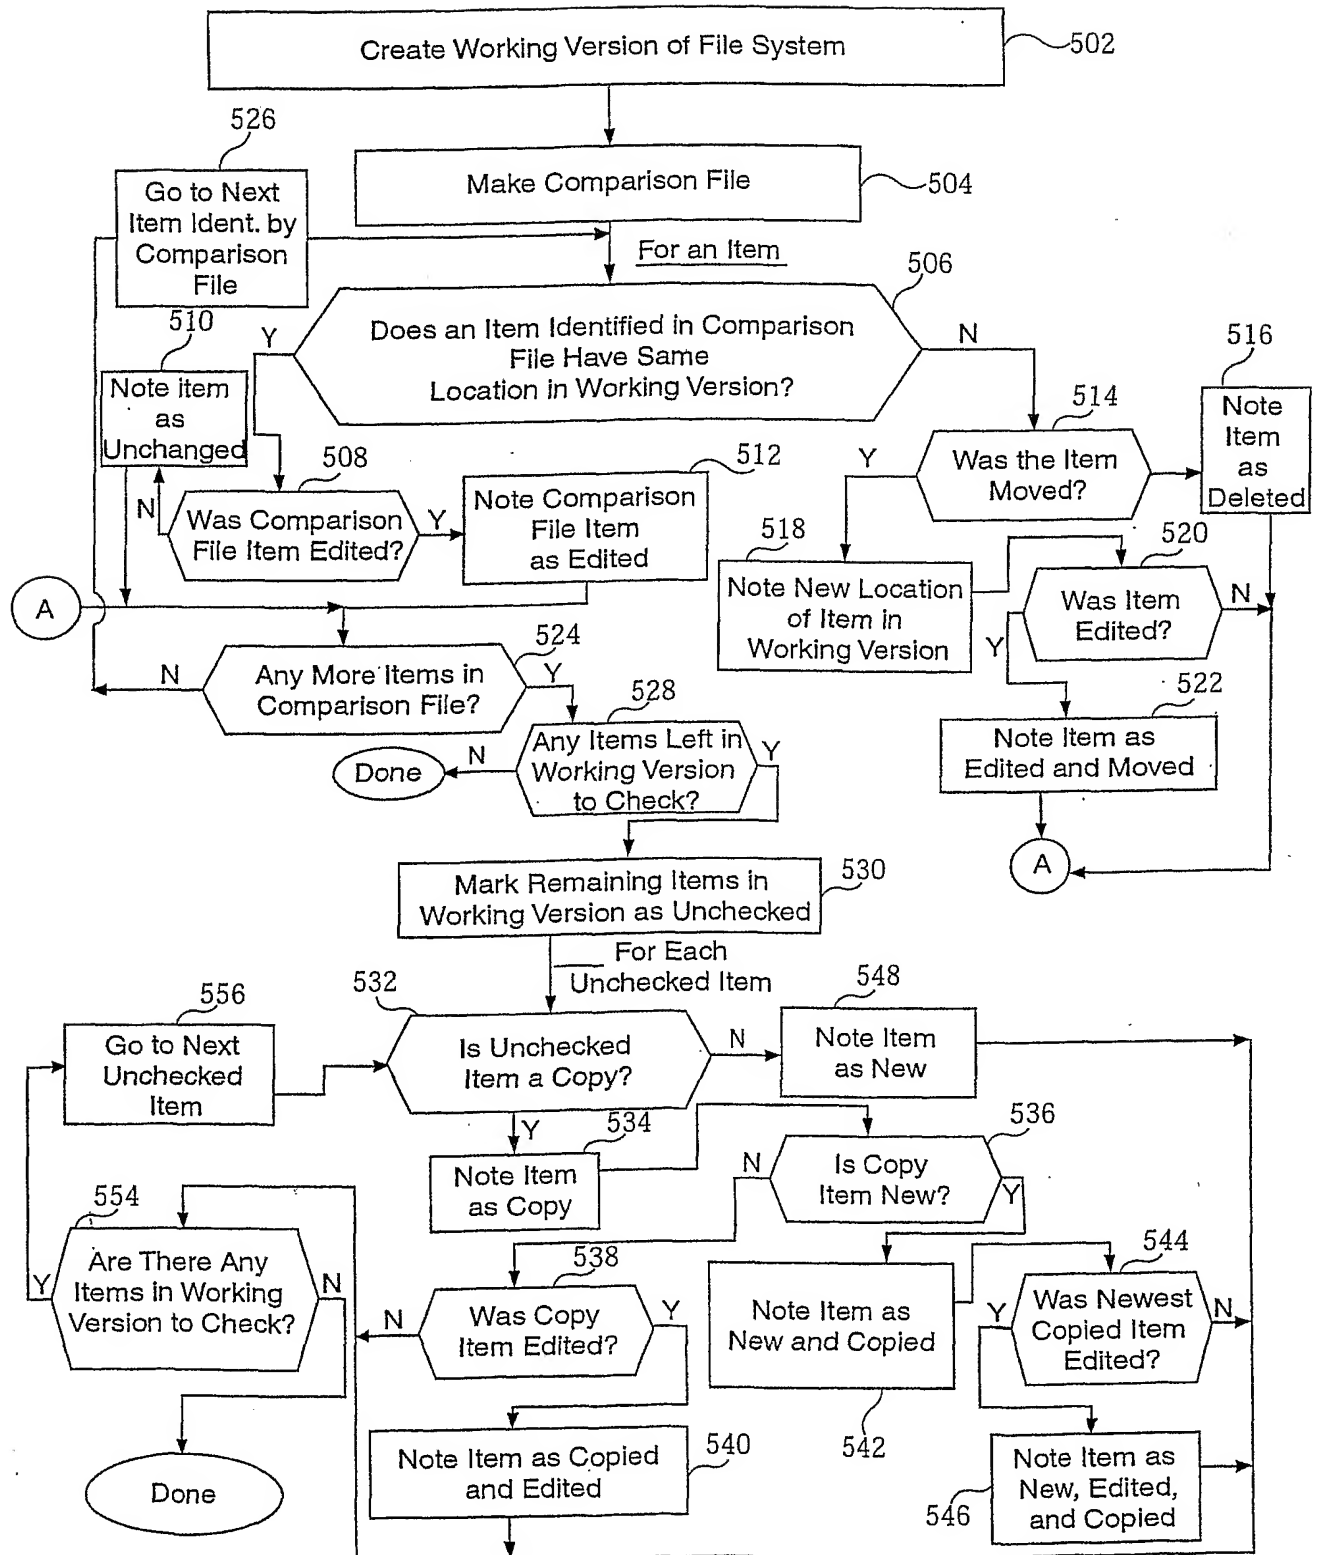 Create Working Version of File System
502
526
Make Comparison File
504
Go to Next
Item Ident. by
Comparison
File
For an Item
506
510
Y
Does an Item Identified in Comparison
File Have Same
Location in Working Version?
N
516
Note item
as
Unchanged
514
Note
Item
as
Deleted
508
512
Y
Was the Item
Moved?
N
Was Comparison
File Item Edited?
Y
Note Comparison
File Item
as Edited
518
520
A
Note New Location
of Item in
Working Version
Was Item
Edited?
N
Y
524
N
Any More Items in
Comparison File?
Y
528
522
Done
N
Any Items Left in
Working Version
to Check?
Y
Note Item as
Edited and Moved
A
Mark Remaining Items in
Working Version as Unchecked
530
For Each
Unchecked Item
532
548
556
Go to Next
Unchecked
Item
Is Unchecked
Item a Copy?
N
Note Item
as New
Y
534
536
Note Item
as Copy
N
Is Copy
Item New?
Y
554
Are There Any
Items in Working
Version to Check?
Y
N
538
544
N
Was Copy
Item Edited?
Y
Note Item as
New and Copied
Y
Was Newest
Copied Item
Edited?
N
542
Done
Note Item as Copied
and Edited
540
Note Item as
New, Edited,
and Copied
546